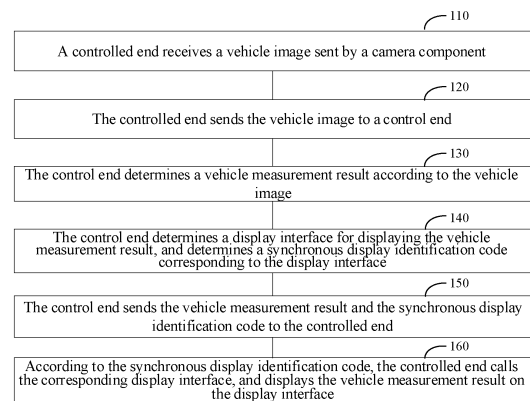 110
A controlled end receives a vehicle image sent by a camera component
120
The controlled end sends the vehicle image to a control end
130
The control end determines a vehicle measurement result according to the vehicle
image
140
The control end determines a display interface for displaying the vehicle
measurement result, and determines a synchronous display identification code
corresponding to the display interface
150
The control end sends the vehicle measurement result and the synchronous display
identification code to the controlled end
160
According to the synchronous display identification code, the controlled end calls
the corresponding display interface, and displays the vehicle measurement result on
the display interface